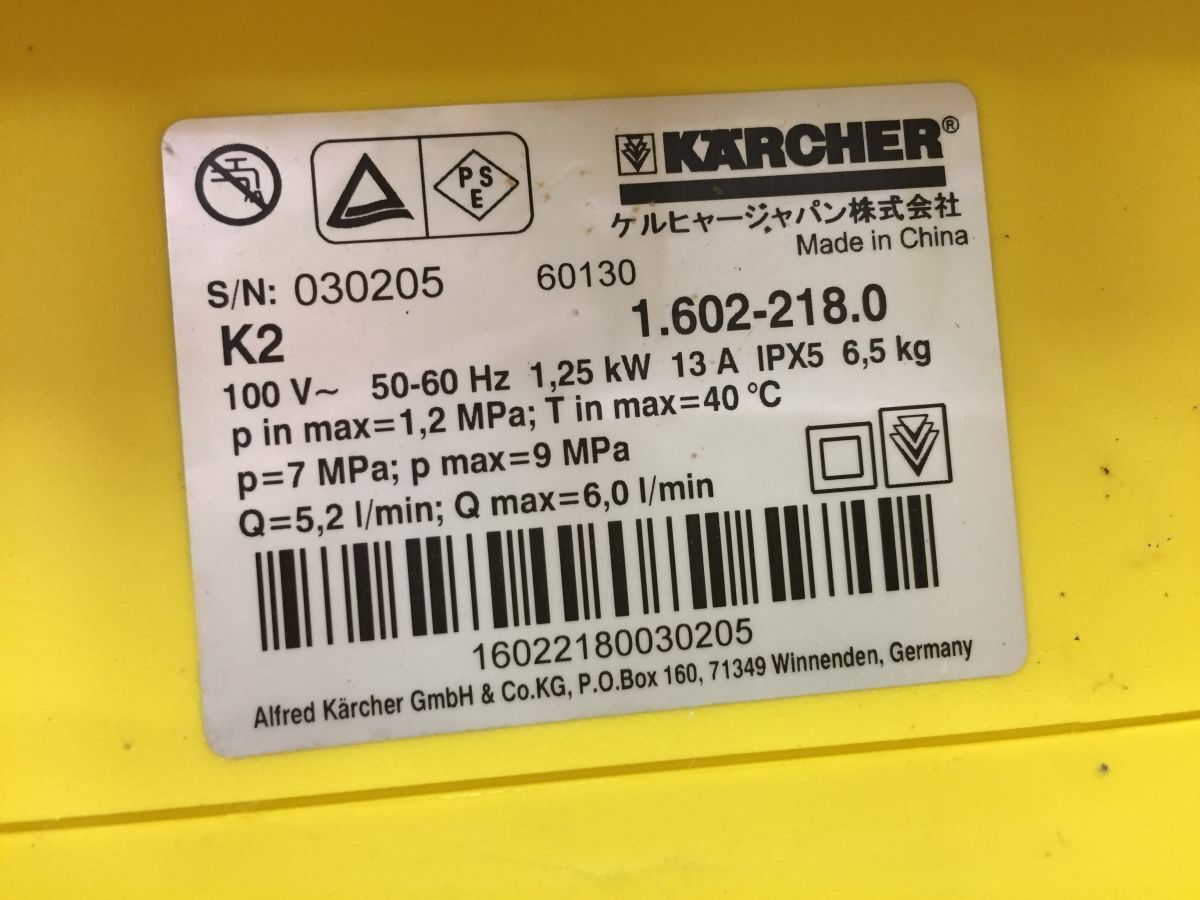 PSE
KÄRCHER®
ケルヒャージャパン株式会社
Made in China
S/N: 030205 60130
K2 1.602-218.0
100 V~ 50-60 Hz 1,25 kW 13 A IPX5 6,5 kg
p in max=1,2 MPa; T in max=40 °C
p=7 MPa; p max=9 MPa
Q=5,2 l/min; Q max=6,0 l/min
16022180030205
Alfred Kärcher GmbH & Co.KG, P.O.Box 160, 71349 Winnenden, Germany